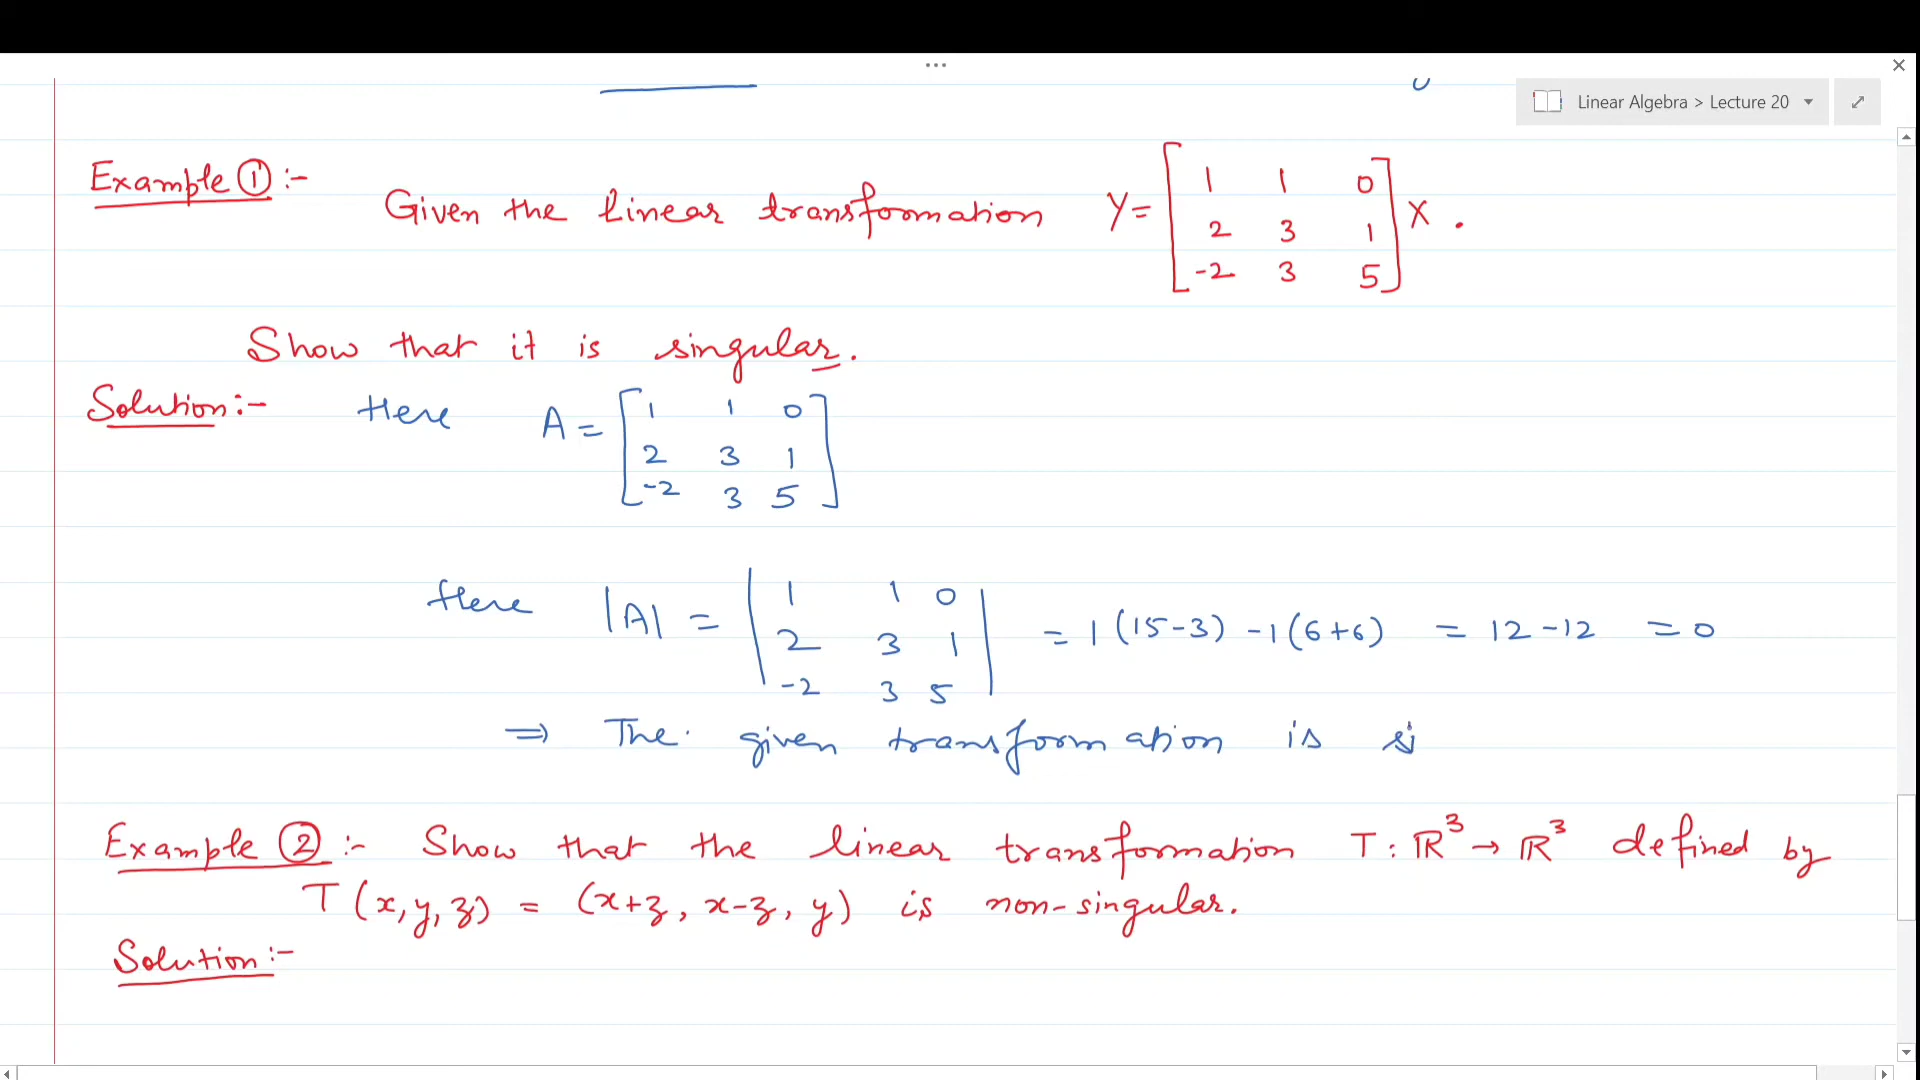 Linear Algebra > Lecture 20
Example ① :-
Given the linear transformation Y = [1 1 0
2 3 1
-2 3 5] X .
Show that it is singular.
Solution :- Here A = [1 1 0
2 3 1
-2 3 5]
Here |A| = |1 1 0
2 3 1
-2 3 5| = 1(15-3) -1(6+6) = 12-12 = 0
⇒ The given transformation is si
Example ② :- Show that the linear transformation T : ℝ³ → ℝ³ defined by
T(x,y,z) = (x+z, x-z, y) is non-singular.
Solution :-